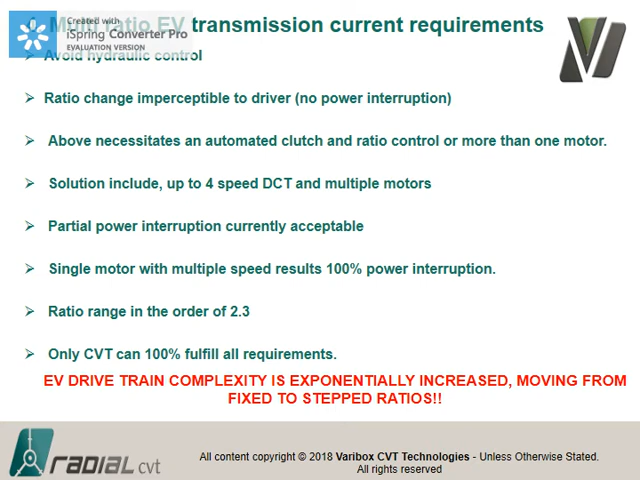 Multi ratio EV transmission current requirements
Created with
iSpring Converter Pro
EVALUATION VERSION
Avoid hydraulic control
Ratio change imperceptible to driver (no power interruption)
Above necessitates an automated clutch and ratio control or more than one motor.
Solution include, up to 4 speed DCT and multiple motors
Partial power interruption currently acceptable
Single motor with multiple speed results 100% power interruption.
Ratio range in the order of 2.3
Only CVT can 100% fulfill all requirements.
EV DRIVE TRAIN COMPLEXITY IS EXPONENTIALLY INCREASED, MOVING FROM
FIXED TO STEPPED RATIOS!!
RADIAL cvt
All content copyright © 2018 Varibox CVT Technologies - Unless Otherwise Stated.
All rights reserved